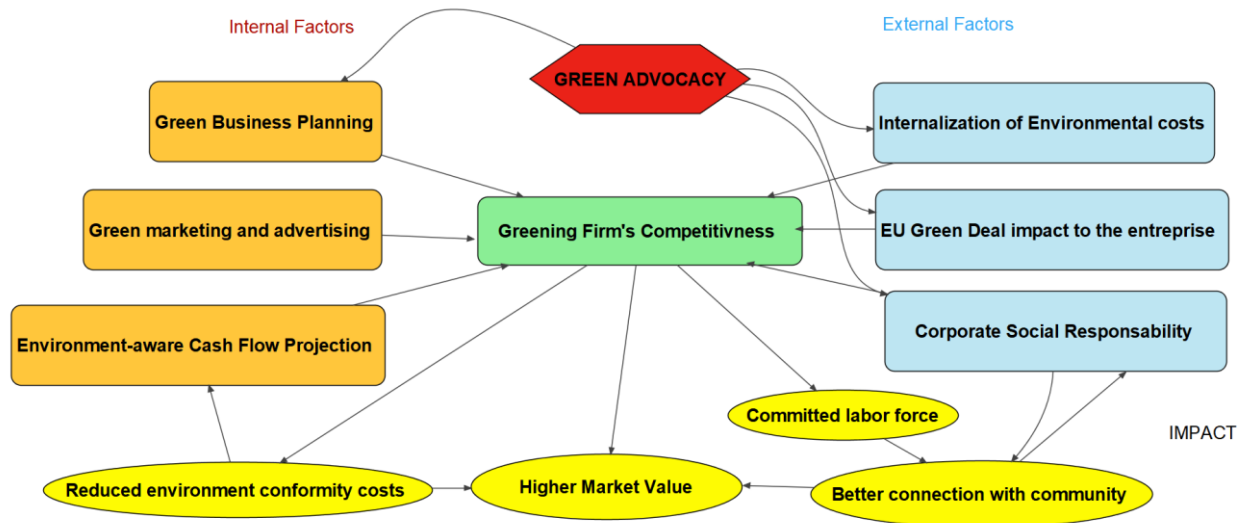 Internal Factors
External Factors
GREEN ADVOCACY
Green Business Planning
Internalization of Environmental costs
Green marketing and advertising
Greening Firm's Competitivness
EU Green Deal impact to the entreprise
Environment-aware Cash Flow Projection
Corporate Social Responsability
Committed labor force
IMPACT
Reduced environment conformity costs
Higher Market Value
Better connection with community